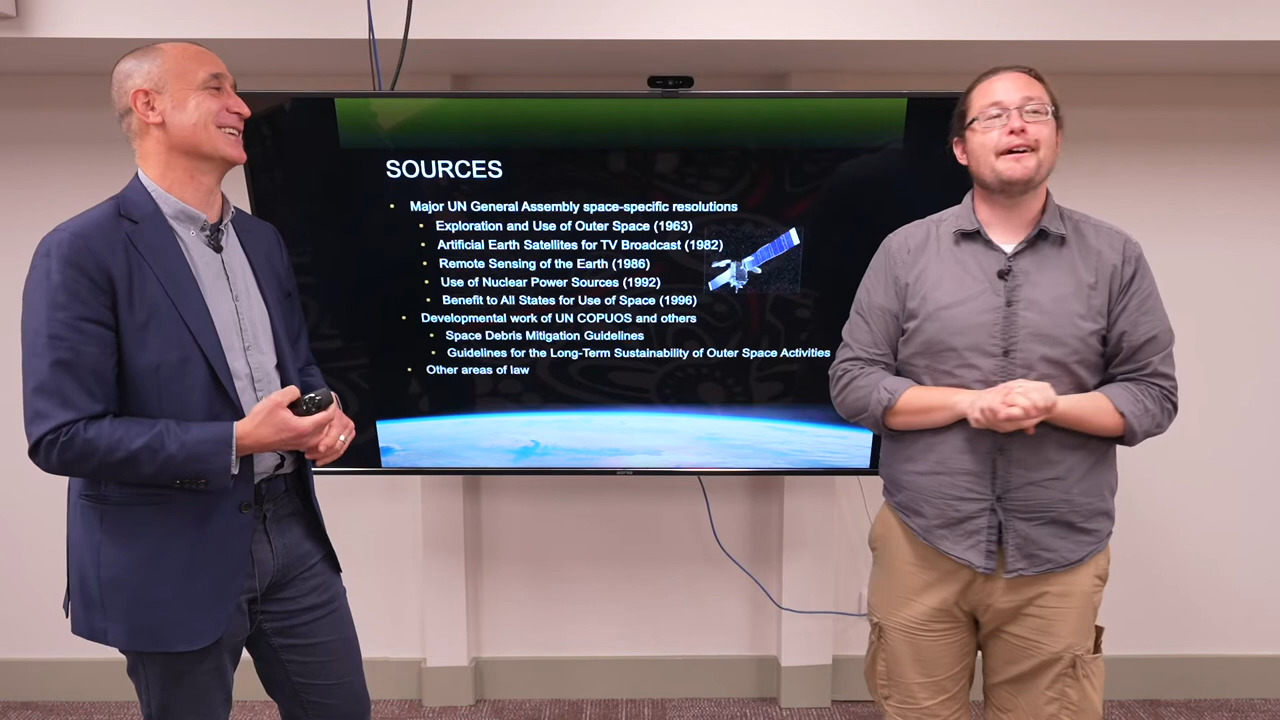 SOURCES
• Major UN General Assembly space-specific resolutions
• Exploration and Use of Outer Space (1963)
• Artificial Earth Satellites for TV Broadcast (1982)
• Remote Sensing of the Earth (1986)
• Use of Nuclear Power Sources (1992)
• Benefit to All States for Use of Space (1996)
• Developmental work of UN COPUOS and others
• Space Debris Mitigation Guidelines
• Guidelines for the Long-Term Sustainability of Outer Space Activities
• Other areas of law